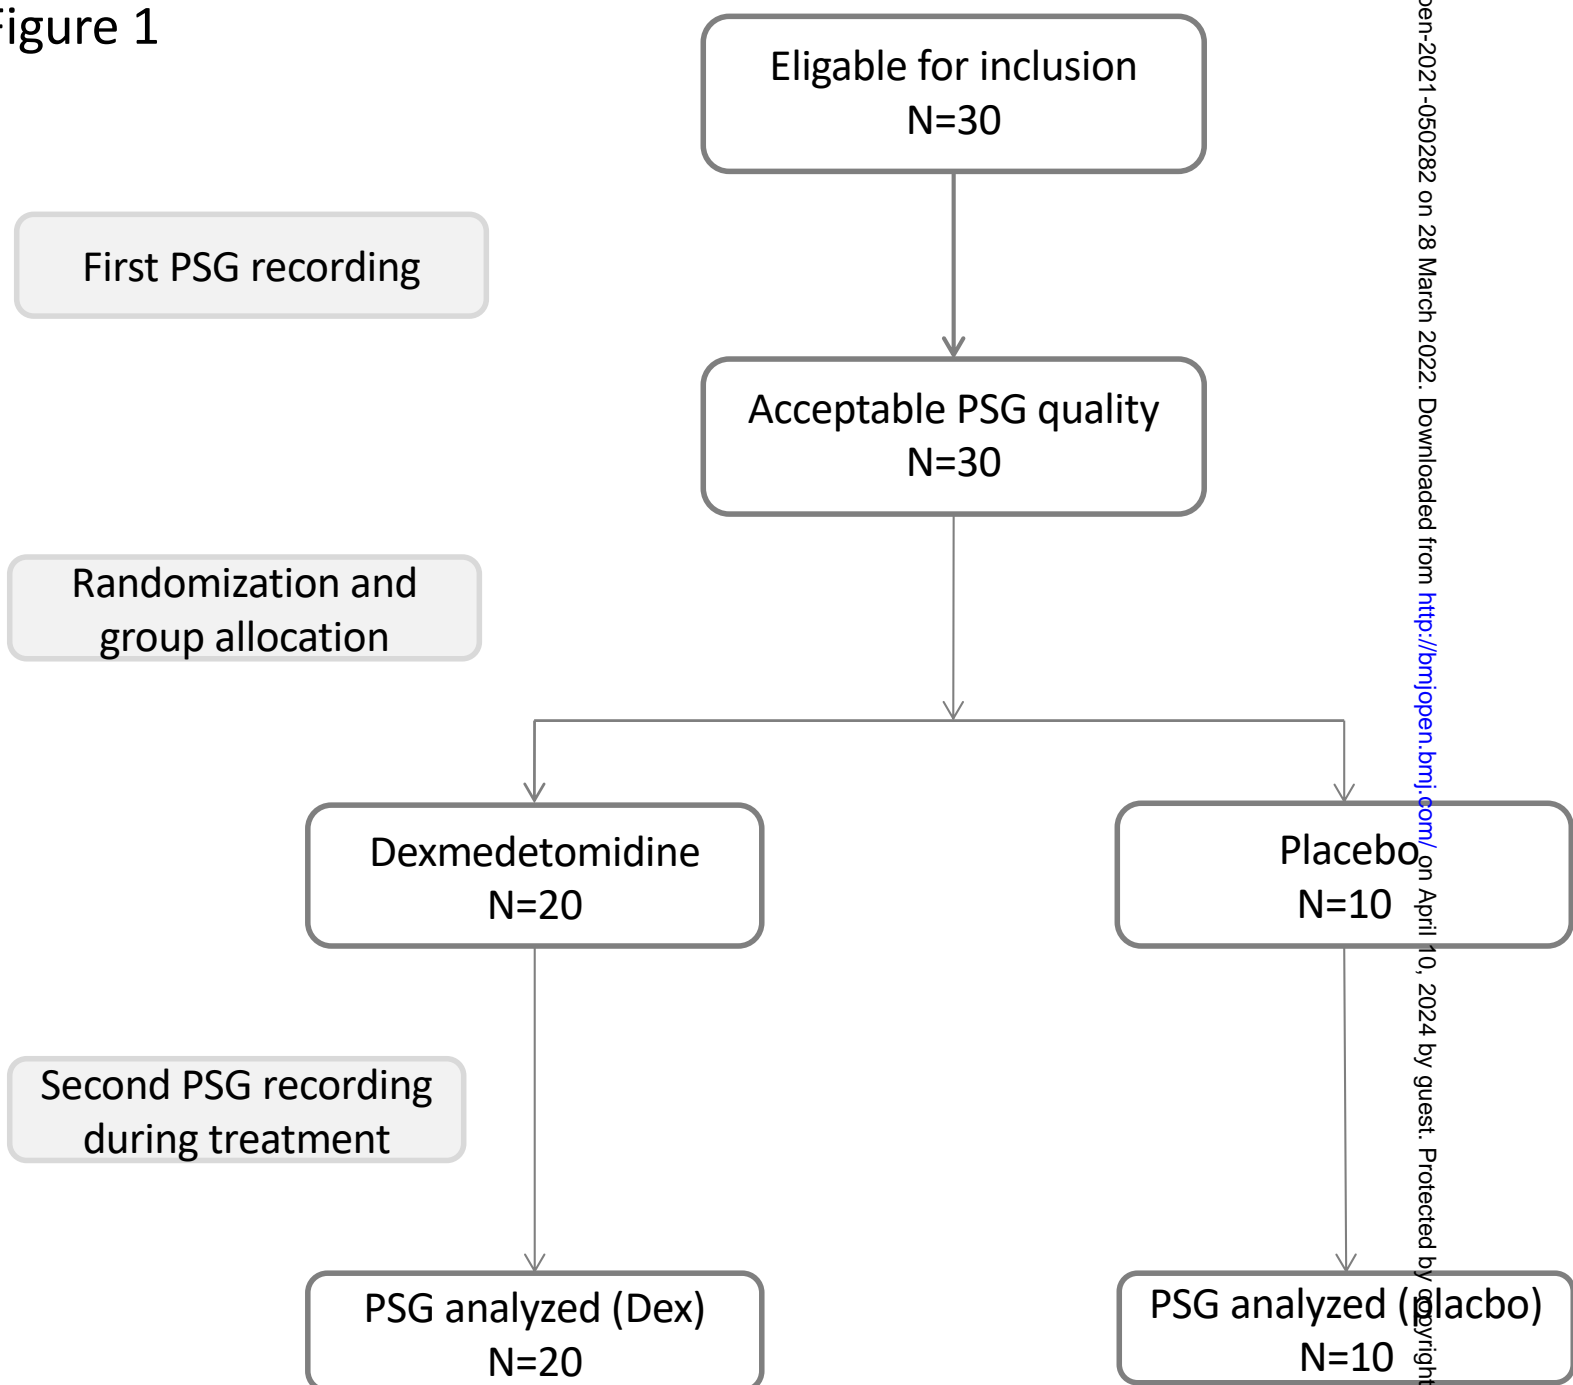 Figure 1
Eligable for inclusion
N=30
First PSG recording
Acceptable PSG quality
N=30
Randomization and
group allocation
Dexmedetomidine
N=20
Placebo
N=10
Second PSG recording
during treatment
PSG analyzed (Dex)
N=20
PSG analyzed (placbo)
N=10
pen-2021-050282 on 28 March 2022. Downloaded from http://bmjopen.bmj.com/ on April 10, 2024 by guest. Protected by copyright